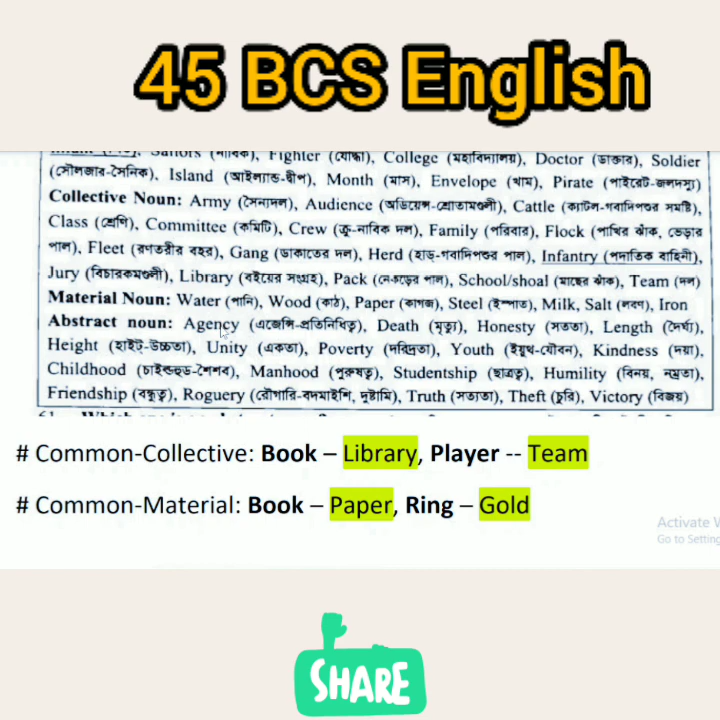 45 BCS English
Sailors (নাবিক), Fighter (যোদ্ধা), College (মহাবিদ্যালয়), Doctor (ডাক্তার), Soldier
(সৌলজার-সৈনিক), Island (আইল্যান্ড-দ্বীপ), Month (মাস), Envelope (খাম), Pirate (পাইরেট-জলদস্যু)
Collective Noun: Army (সৈন্যদল), Audience (অডিয়েন্স-শ্রোতামণ্ডলী), Cattle (ক্যাটল-গবাদিপশুর সমষ্টি),
Class (শ্রেণি), Committee (কমিটি), Crew (ক্রু-নাবিক দল), Family (পরিবার), Flock (পাখির ঝাঁক, ভেড়ার
পাল), Fleet (রণতরীর বহর), Gang (ডাকাতের দল), Herd (হাড়-গবাদিপশুর পাল), Infantry (পদাতিক বাহিনী),
Jury (বিচারকমণ্ডলী), Library (বইয়ের সংগ্রহ), Pack (নেকড়ের পাল), School/shoal (মাছের ঝাঁক), Team (দল)
Material Noun: Water (পানি), Wood (কাঠ), Paper (কাগজ), Steel (ইস্পাত), Milk, Salt (লবণ), Iron
Abstract noun: Agency (এজেন্সি-প্রতিনিধিত্ব), Death (মৃত্যু), Honesty (সততা), Length (দৈর্ঘ্য),
Height (হাইট্-উচ্চতা), Unity (একতা), Poverty (দরিদ্রতা), Youth (ইয়ুথ-যৌবন), Kindness (দয়া),
Childhood (চাইল্ডহুড-শৈশব), Manhood (পুরুষত্ব), Studentship (ছাত্রত্ব), Humility (বিনয়, নম্রতা),
Friendship (বন্ধুত্ব), Roguery (রৌগারি-বদমাইশি, দুষ্টামি), Truth (সত্যতা), Theft (চুরি), Victory (বিজয়)
# Common-Collective: Book – Library, Player -- Team
# Common-Material: Book – Paper, Ring – Gold
Activate
Go to Setting
SHARE